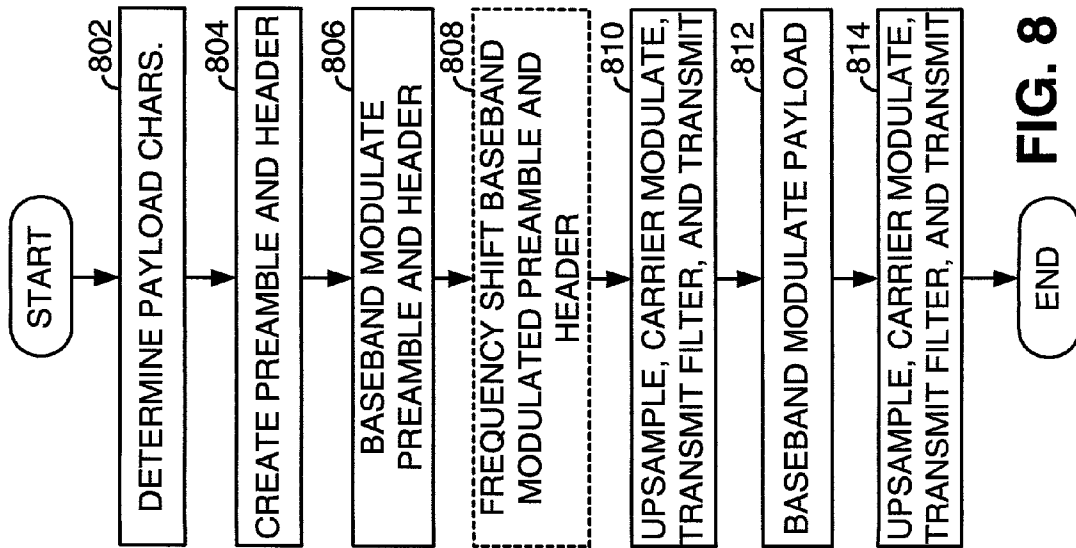 START
802
DETERMINE PAYLOAD CHARS.
804
CREATE PREAMBLE AND HEADER
806
BASEBAND MODULATE
PREAMBLE AND HEADER
808
FREQUENCY SHIFT BASEBAND
MODULATED PREAMBLE AND
HEADER
810
UPSAMPLE, CARRIER MODULATE,
TRANSMIT FILTER, AND TRANSMIT
812
BASEBAND MODULATE PAYLOAD
814
UPSAMPLE, CARRIER MODULATE,
TRANSMIT FILTER, AND TRANSMIT
END
FIG. 8